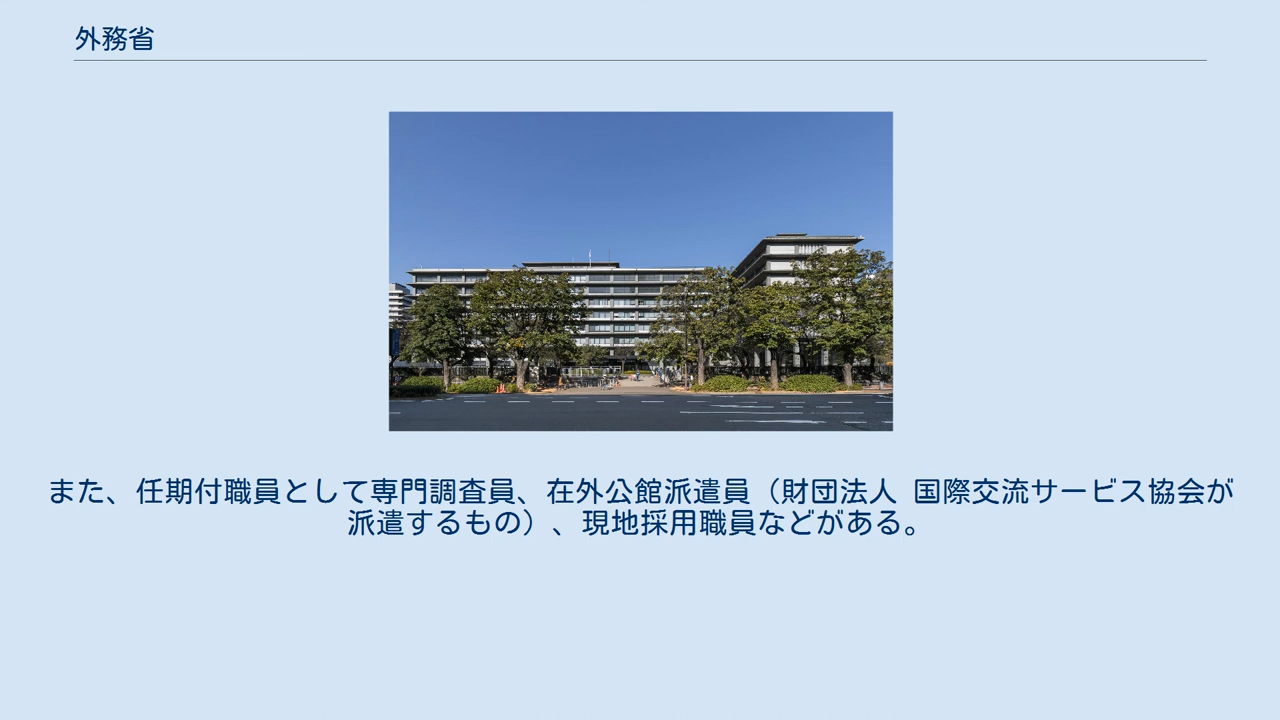 外務省
また、任期付職員として専門調査員、在外公館派遣員（財団法人 国際交流サービス協会が
派遣するもの）、現地採用職員などがある。